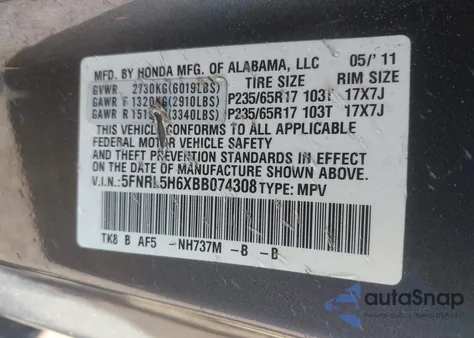 MFD. BY HONDA MFG. OF ALABAMA, LLC 05/'11
GVWR 2730KG(6019LBS) TIRE SIZE RIM SIZE
GAWR F 1320KG(2910LBS) P235/65R17 103T 17X7J
GAWR R 151 (3340LBS) P235/65R17 103T 17X7J
THIS VEHICLE CONFORMS TO ALL APPLICABLE
FEDERAL MOTOR VEHICLE SAFETY
AND THEFT PREVENTION STANDARDS IN EFFECT
ON THE DATE OF MANUFACTURE SHOWN ABOVE.
V.I.N.:5FNRL5H6XBB074308 TYPE: MPV
TK8 B AF5 -NH737M -B -B
autoSnap